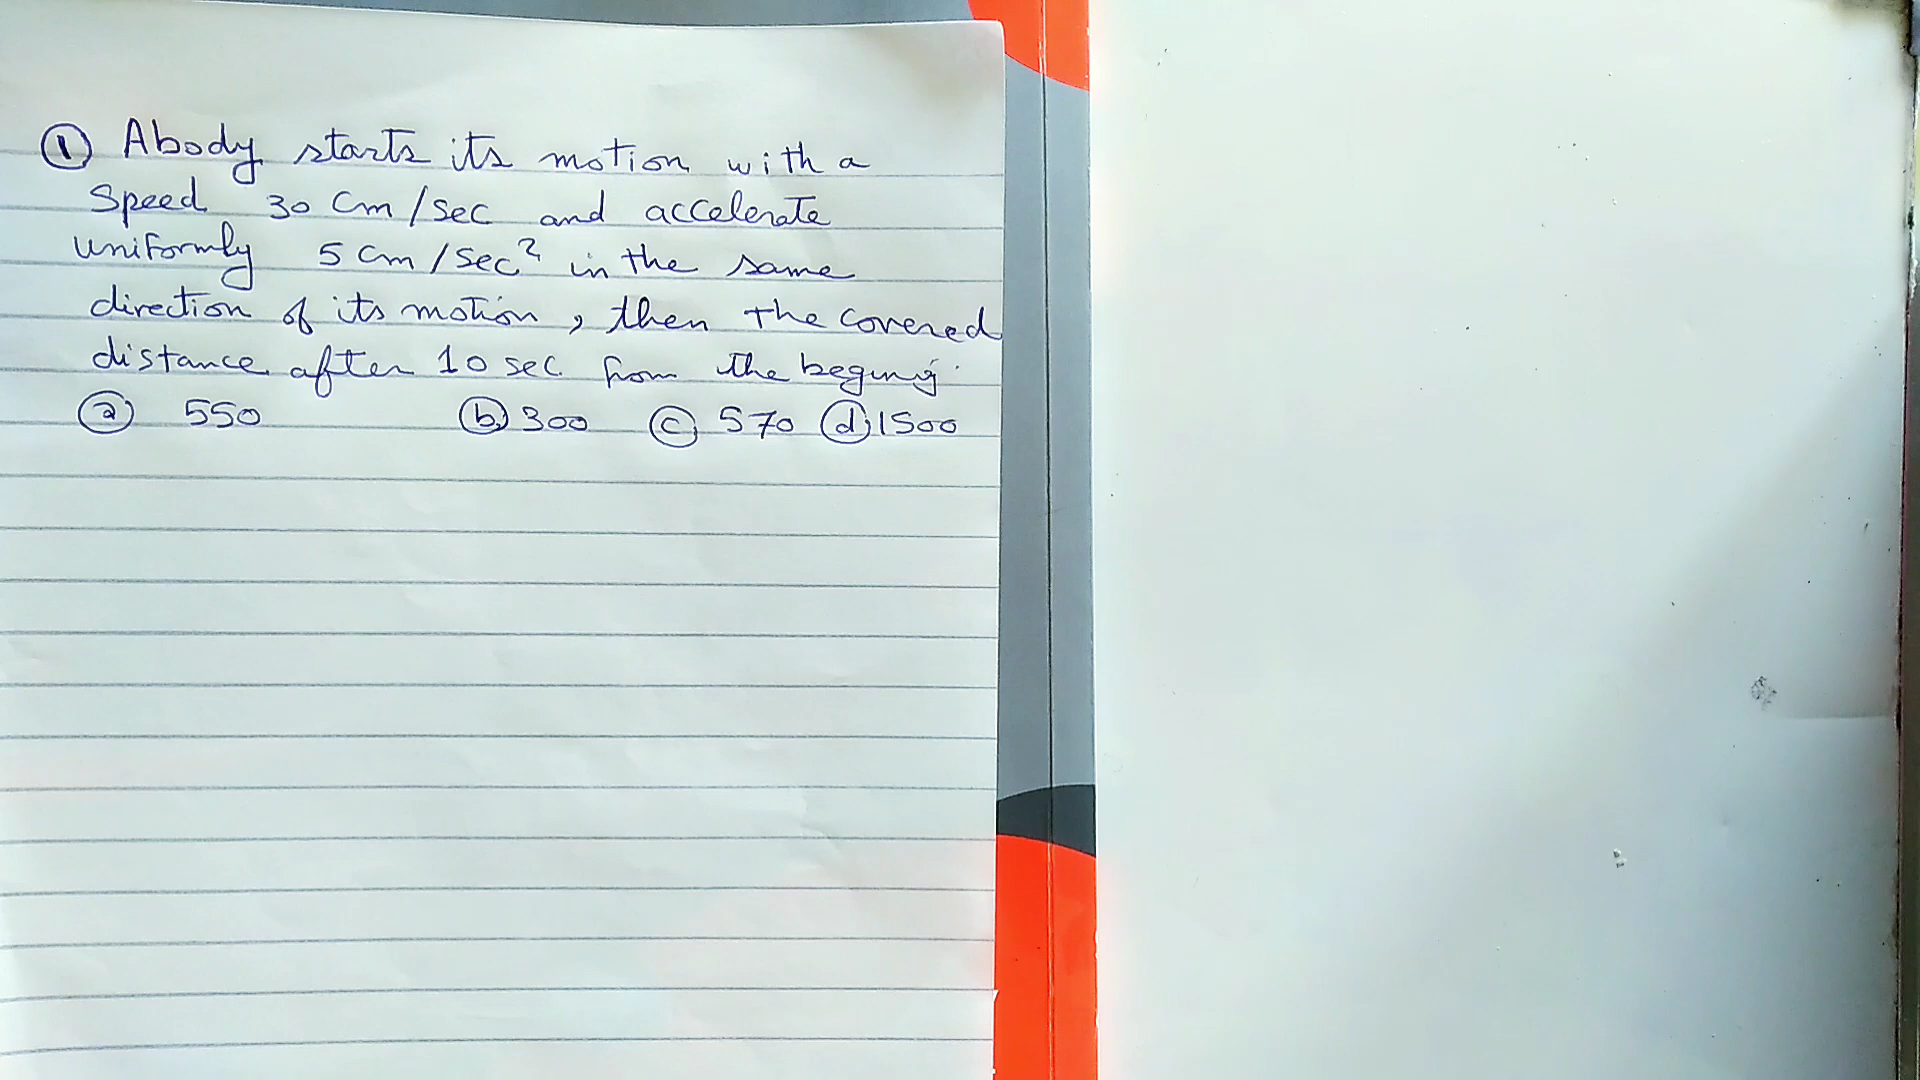 ① Abody starts its motion with a
speed 30 cm/sec and accelerate
uniformly 5 cm/sec² in the same
direction of its motion, then the covered
distance after 10 sec. from the begining
ⓐ 550 ⓑ 300 ⓒ 570 ⓓ 1500